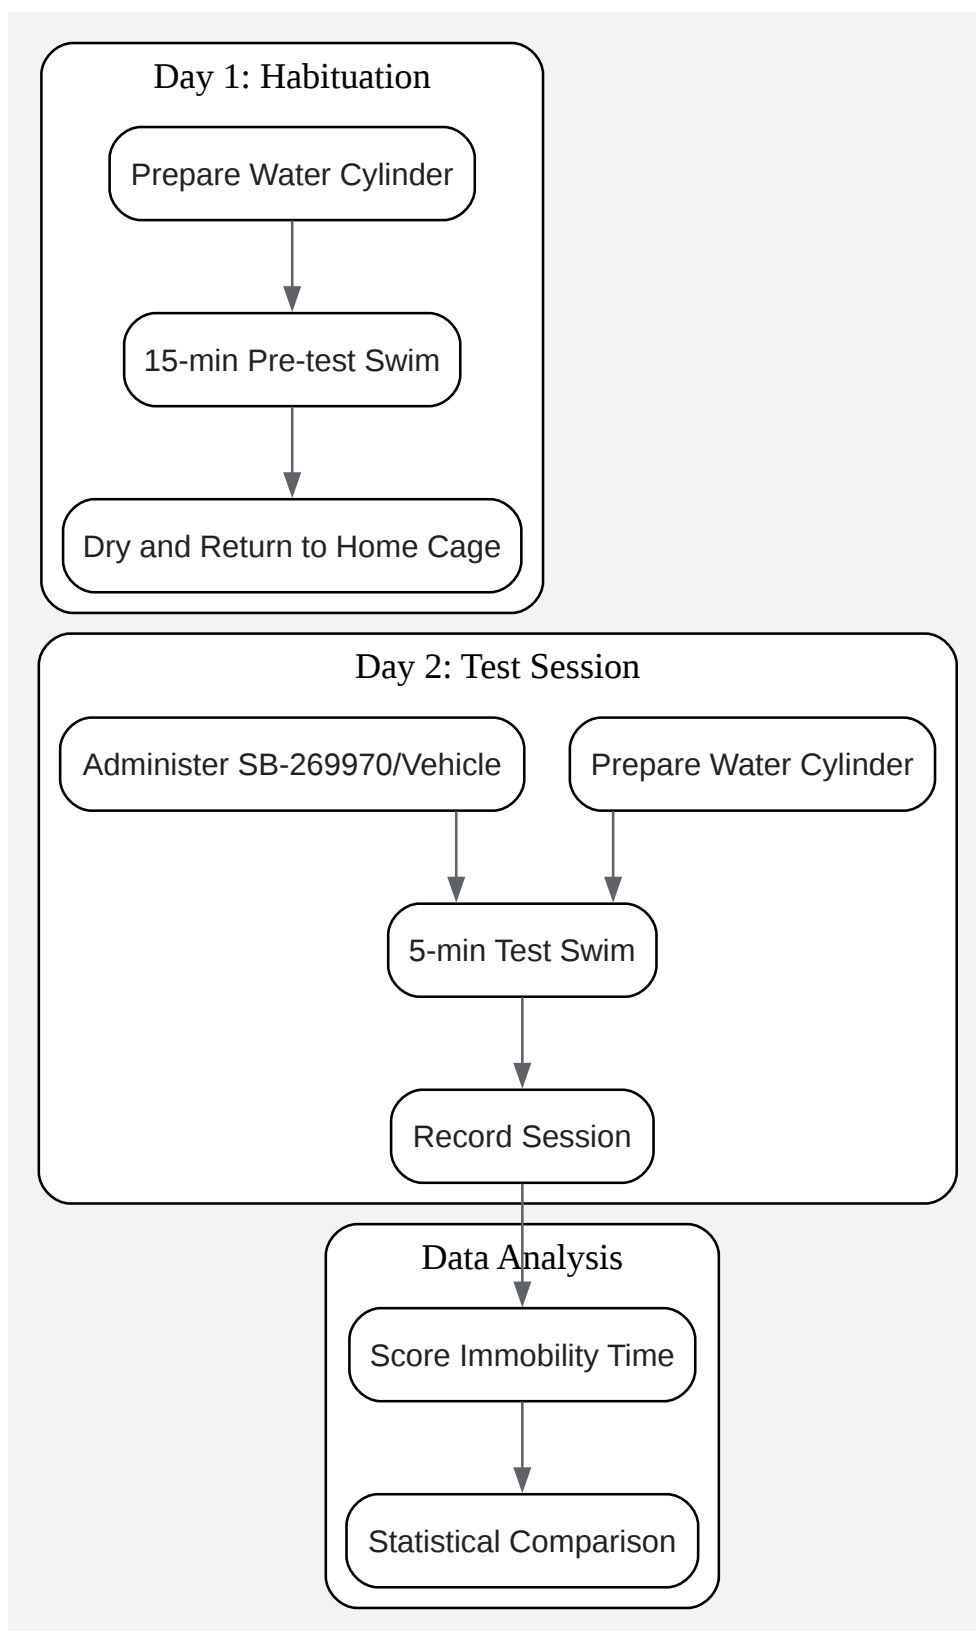 Day 1: Habituation
Prepare Water Cylinder
15-min Pre-test Swim
Dry and Return to Home Cage
Day 2: Test Session
Administer SB-269970/Vehicle
Prepare Water Cylinder
5-min Test Swim
Record Session
Data Analysis
Score Immobility Time
Statistical Comparison